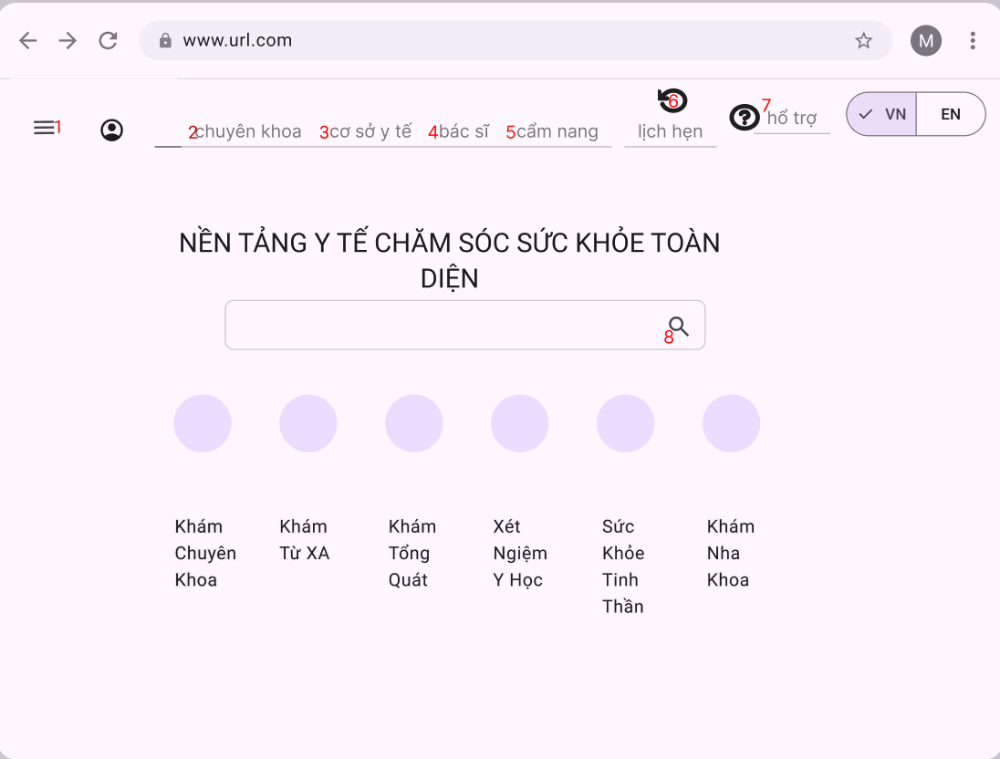 www.url.com
M
1
2chuyên khoa 3cơ sở y tế 4bác sĩ 5cẩm nang
6
lịch hẹn
7
hổ trợ
VN EN
NỀN TẢNG Y TẾ CHĂM SÓC SỨC KHỎE TOÀN
DIỆN
8
Khám
Chuyên
Khoa
Khám
Từ XA
Khám
Tổng
Quát
Xét
Ngiệm
Y Học
Sức
Khỏe
Tinh
Thần
Khám
Nha
Khoa